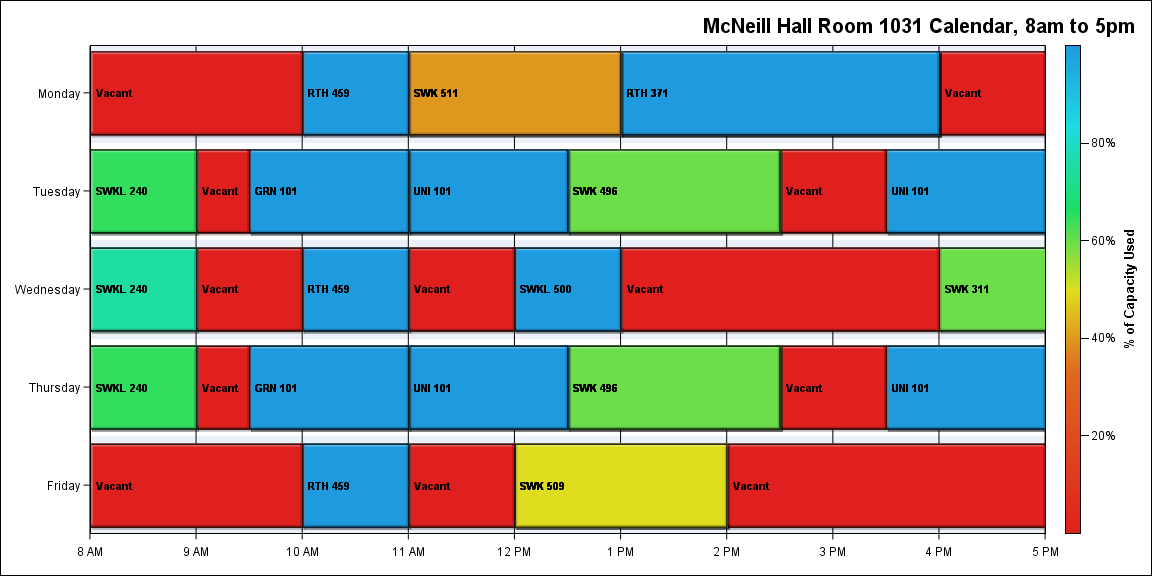 McNeill Hall Room 1031 Calendar, 8am to 5pm
Monday
Vacant
RTH 459
SWK 511
RTH 371
Vacant
Tuesday
SWKL 240
Vacant
GRN 101
UNI 101
SWK 496
Vacant
UNI 101
Wednesday
SWKL 240
Vacant
RTH 459
Vacant
SWKL 500
Vacant
SWK 311
Thursday
SWKL 240
Vacant
GRN 101
UNI 101
SWK 496
Vacant
UNI 101
Friday
Vacant
RTH 459
Vacant
SWK 509
Vacant
8 AM
9 AM
10 AM
11 AM
12 PM
1 PM
2 PM
3 PM
4 PM
5 PM
80%
60%
40%
20%
% of Capacity Used